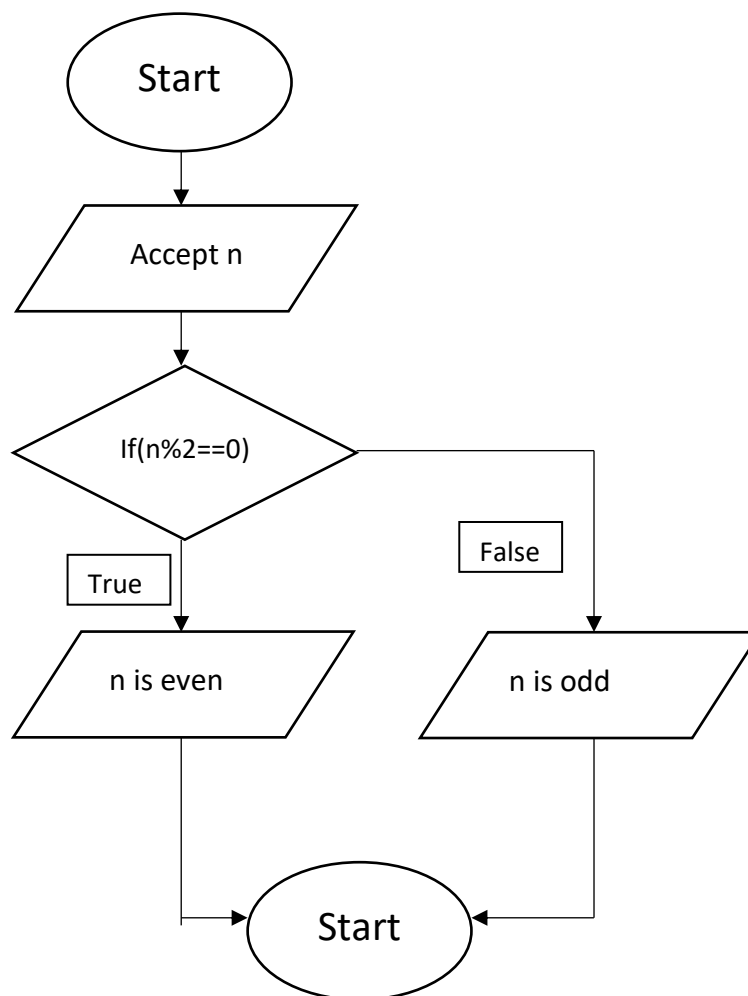 Start
Accept n
If(n%2==0)
True
False
n is even
n is odd
Start